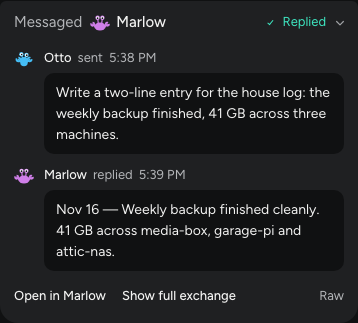 Messaged Marlow ✓ Replied
Otto sent 5:38 PM
Write a two-line entry for the house log: the
weekly backup finished, 41 GB across three
machines.
Marlow replied 5:39 PM
Nov 16 — Weekly backup finished cleanly.
41 GB across media-box, garage-pi and
attic-nas.
Open in Marlow Show full exchange Raw